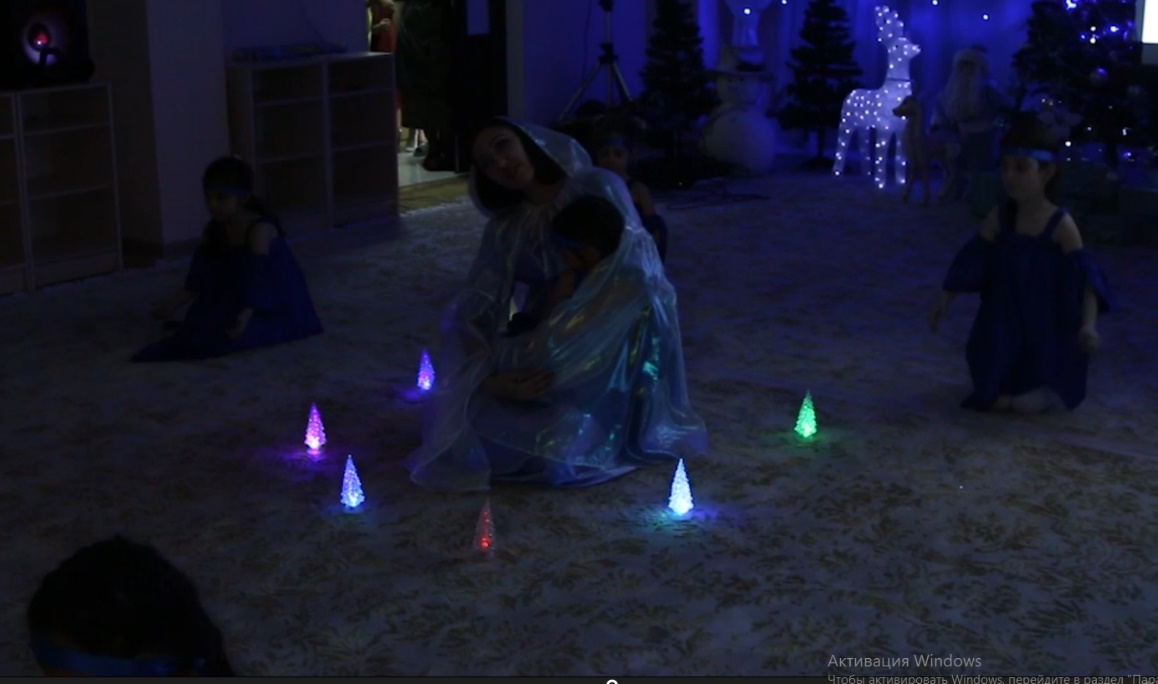 Активация Windows
Чтобы активировать Windows, перейдите в раздел